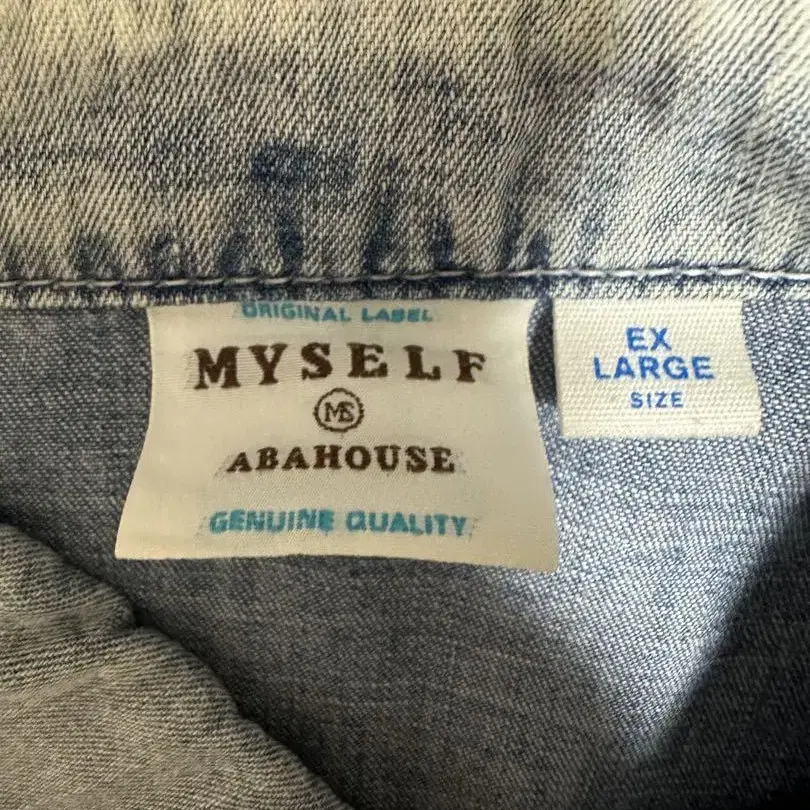 ORIGINAL LABEL
MYSELF
MS
ABAHOUSE
GENUINE QUALITY
EX
LARGE
SIZE